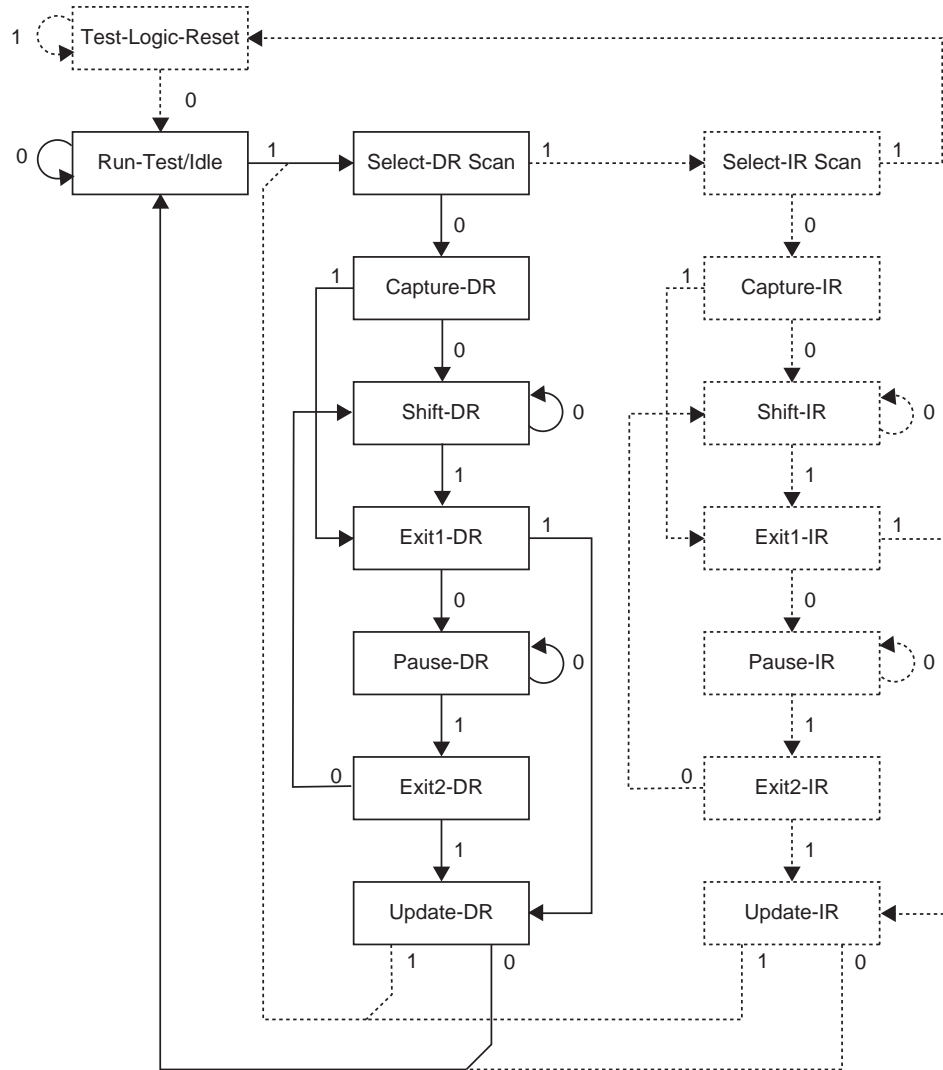 Test-Logic-Reset
1
0
Run-Test/Idle
0
1
Select-DR Scan
1
Select-IR Scan
1
0
0
Capture-DR
1
Capture-IR
1
0
0
Shift-DR
0
Shift-IR
0
1
1
Exit1-DR
1
Exit1-IR
1
0
0
Pause-DR
0
Pause-IR
0
1
1
Exit2-DR
0
Exit2-IR
0
1
1
Update-DR
Update-IR
1
0
1
0